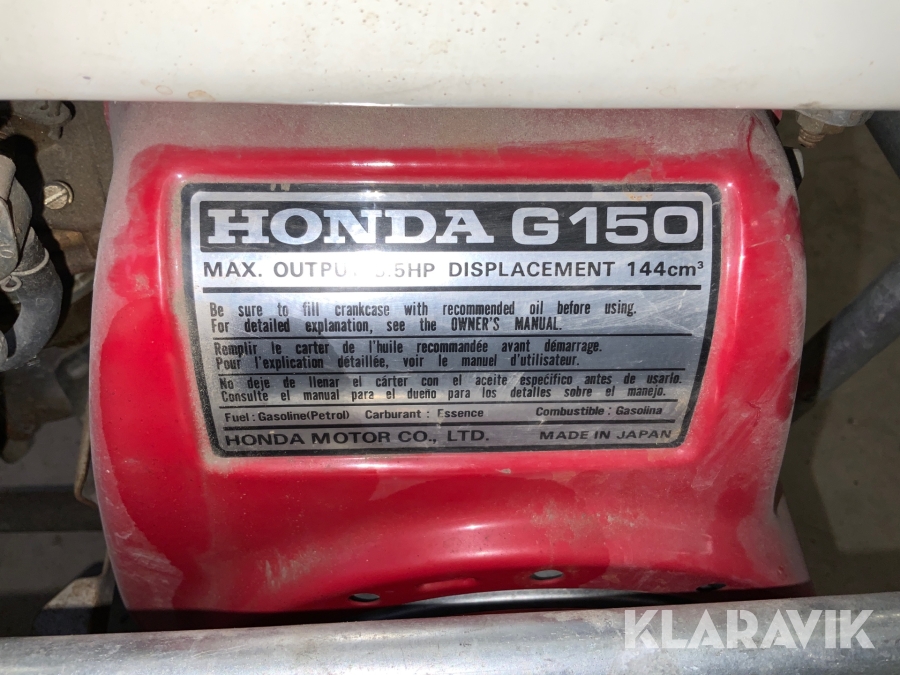 HONDA G150
MAX. OUTPUT 3.5HP DISPLACEMENT 144cm³
Be sure to fill crankcase with recommended oil before using.
For detailed explanation, see the OWNER'S MANUAL.
Remplir le carter de l'huile recommandée avant démarrage.
Pour l'explication détaillée, voir le manuel d'utilisateur.
No deje de llenar el cárter con el aceite específico antes de usarlo.
Consulte el manual para el dueño para los detalles sobre el manejo.
Fuel : Gasoline(Petrol) Carburant : Essence Combustible : Gasolina
HONDA MOTOR CO., LTD. MADE IN JAPAN
KLARAVIK